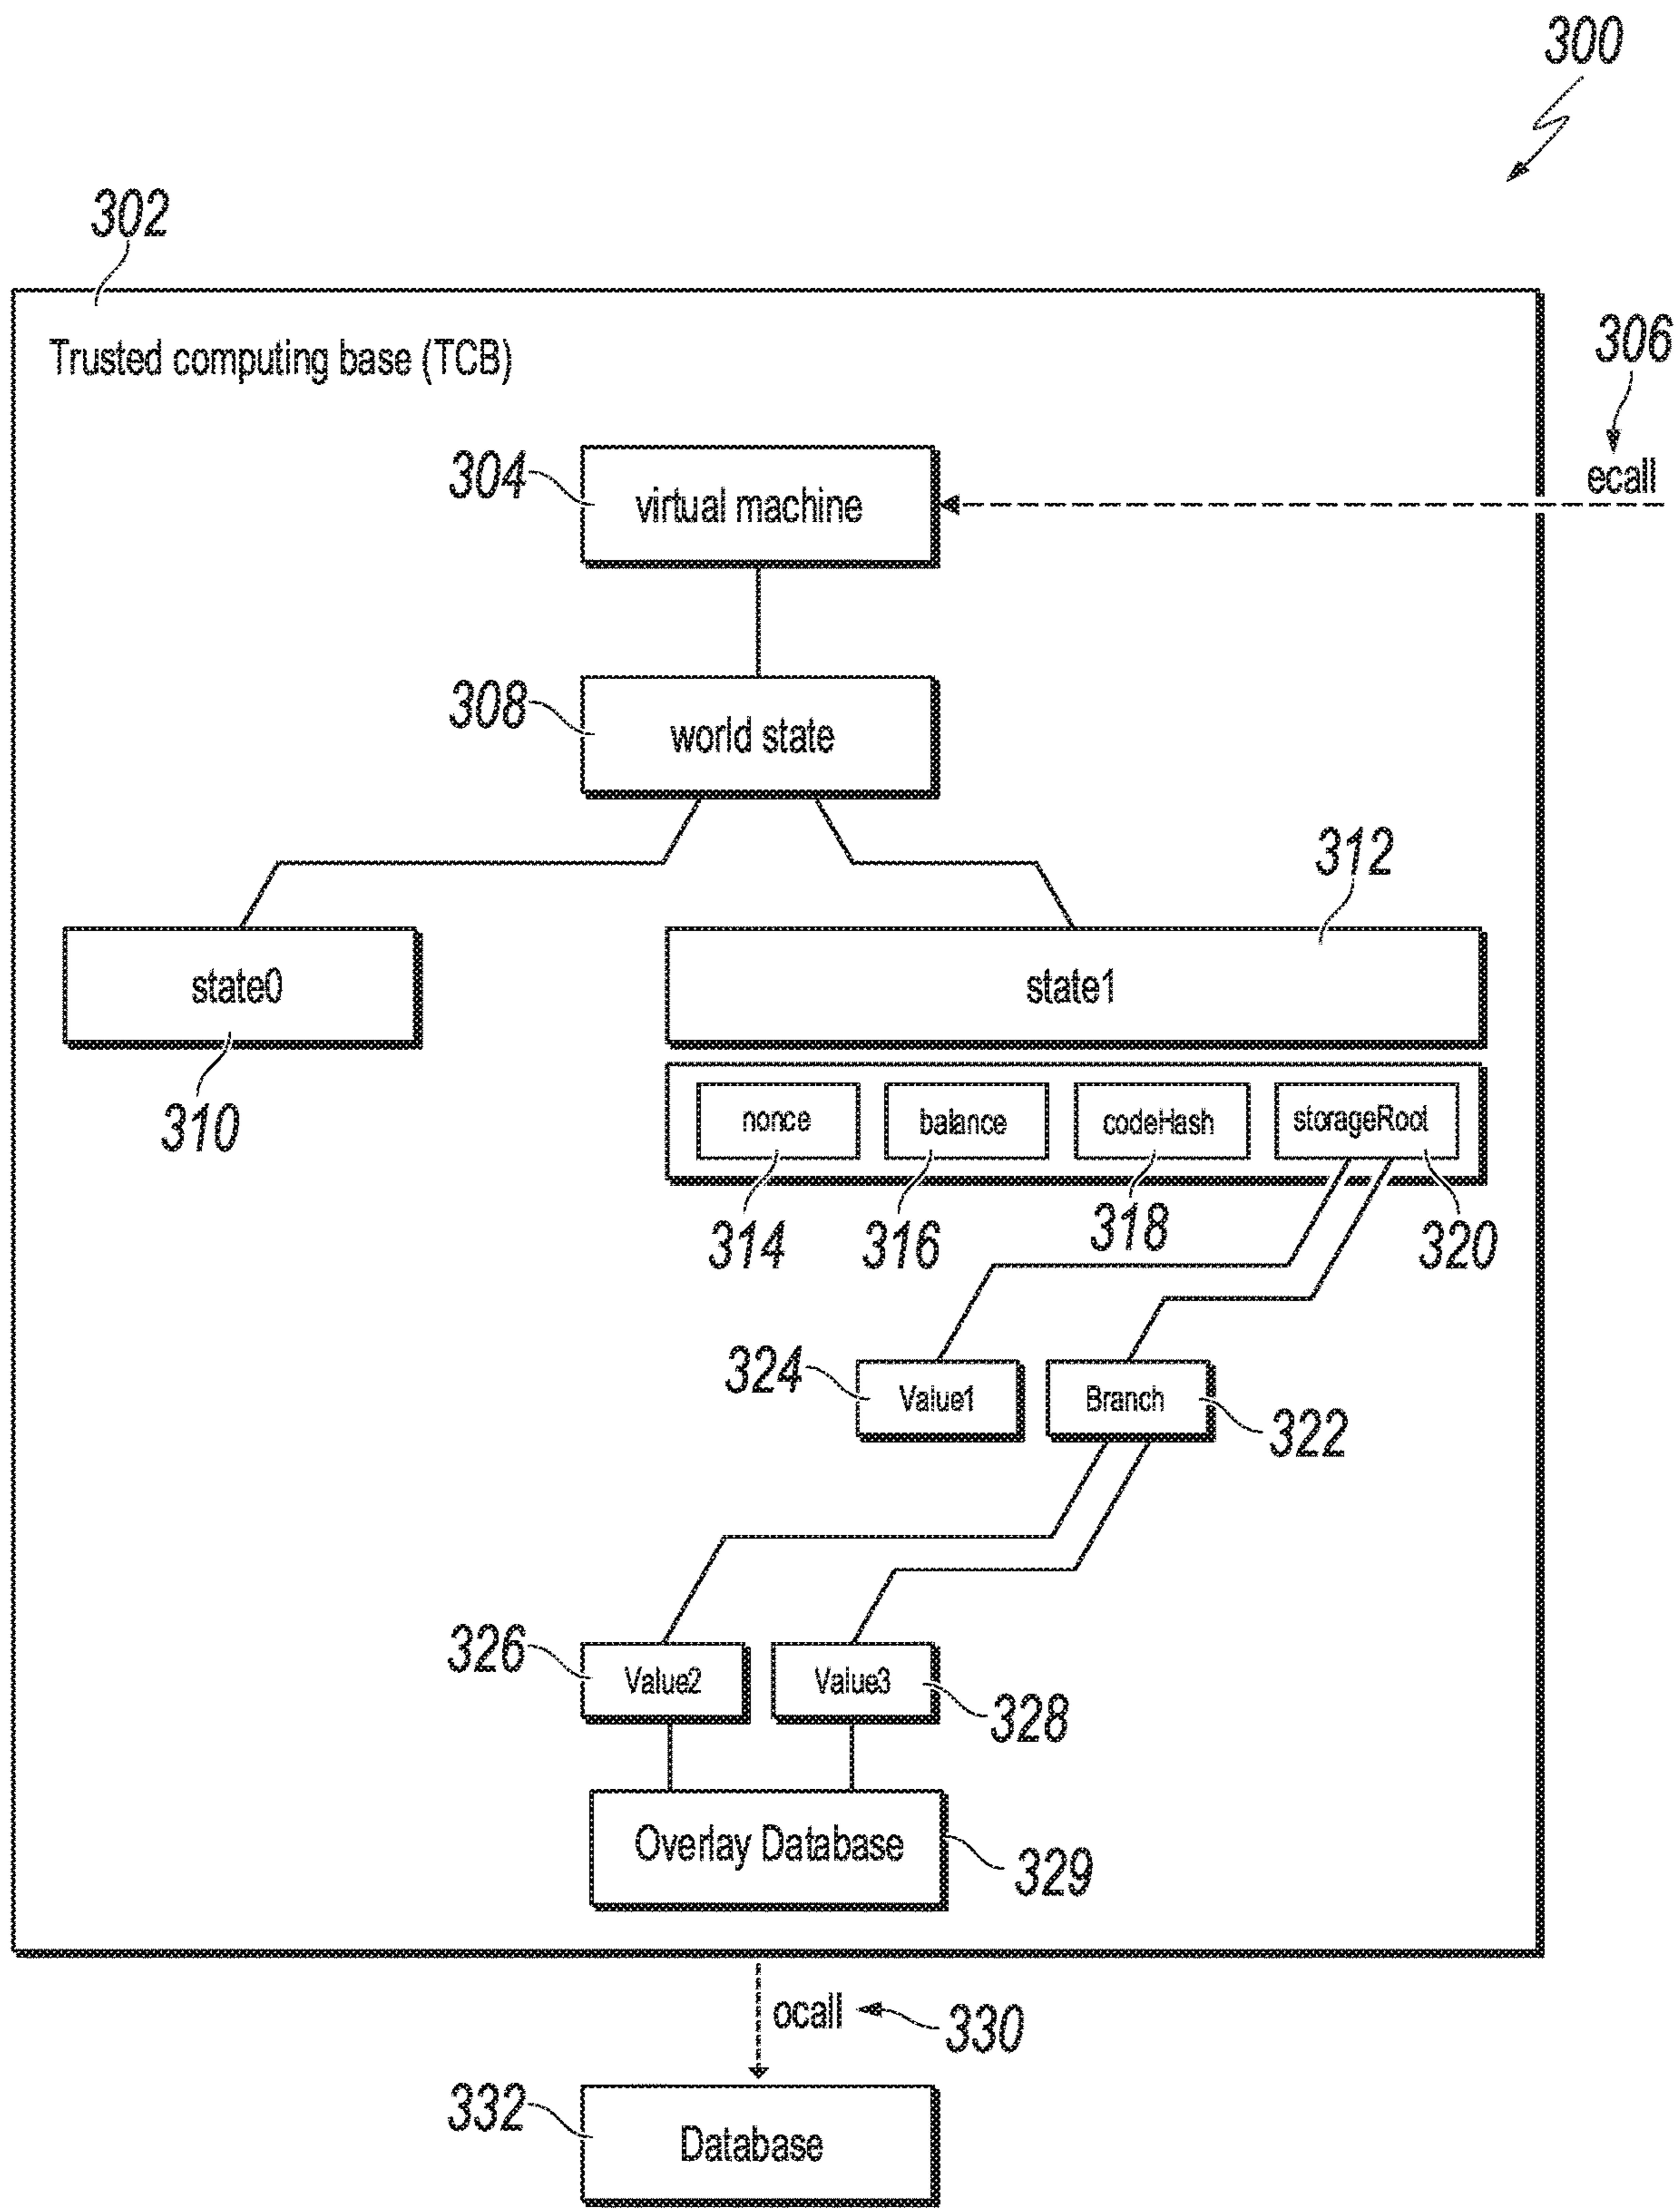 300
302
Trusted computing base (TCB)
306
ecall
304
virtual machine
308
world state
312
state0
state1
310
nonce
balance
codeHash
storageRoot
314
316
318
320
324
Value1
Branch
322
326
Value2
Value3
328
Overlay Database
329
ocall
330
332
Database